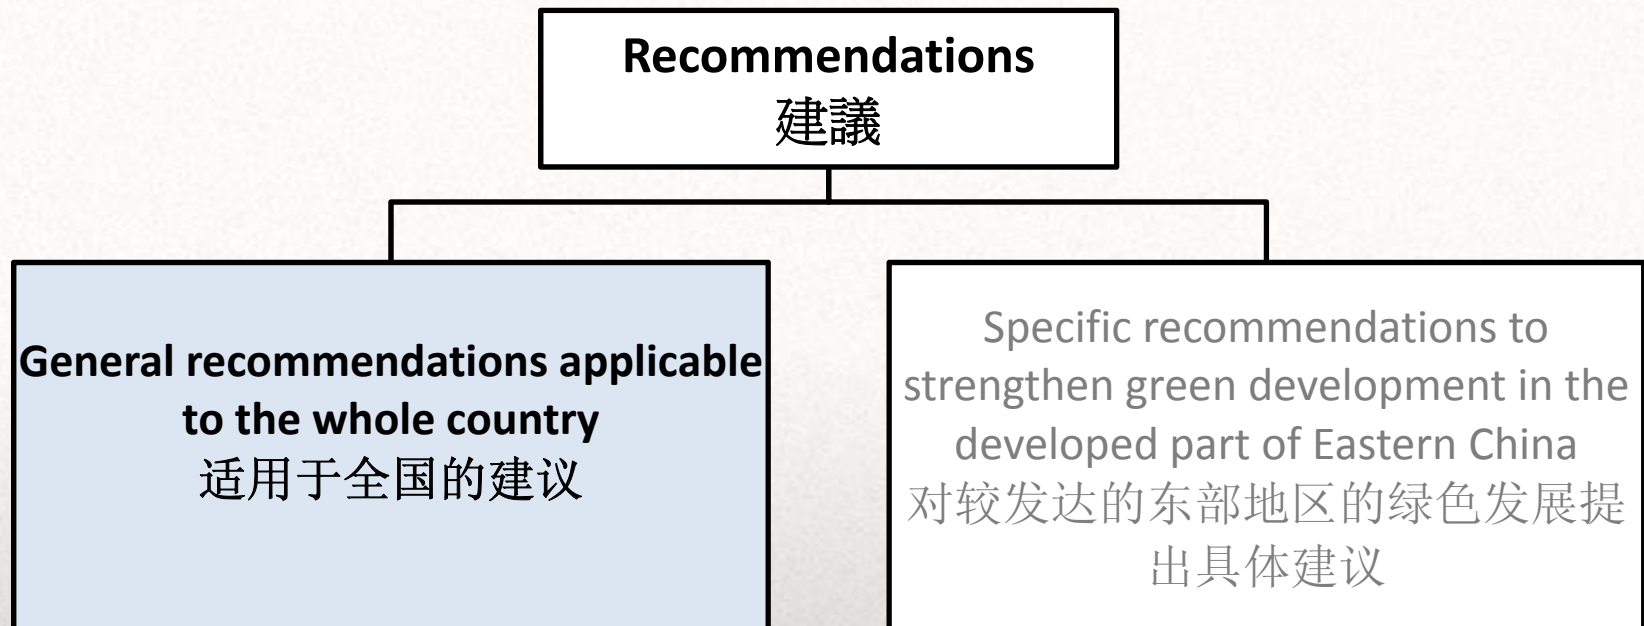 Recommendations
建議
General recommendations applicable
to the whole country
适用于全国的建议
Specific recommendations to
strengthen green development in the
developed part of Eastern China
对较发达的东部地区的绿色发展提
出具体建议